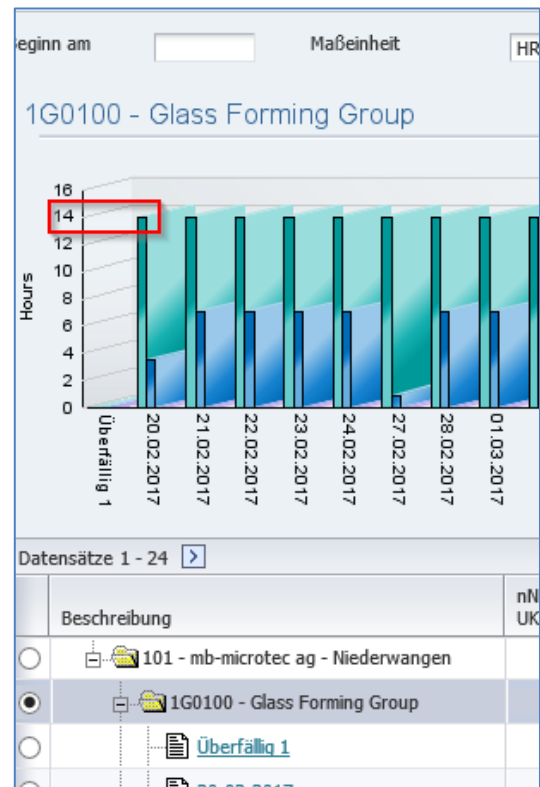 eginn am Maßeinheit HR
1G0100 - Glass Forming Group
16
14
12
10
8
6
4
2
0
Hours
Überfällig 1
20.02.2017
21.02.2017
22.02.2017
23.02.2017
24.02.2017
27.02.2017
28.02.2017
01.03.2017
Datensätze 1 - 24
Beschreibung
nN
UK
101 - mb-microtec ag - Niederwangen
1G0100 - Glass Forming Group
Überfällig 1